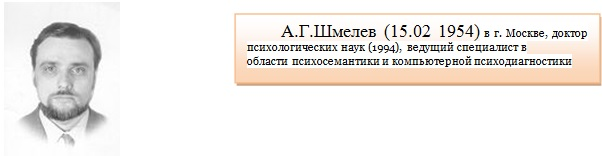 А.Г.Шмелев (15.02 1954) в г. Москве, доктор
психологических наук (1994), ведущий специалист в
области психосемантики и компьютерной психодиагностики